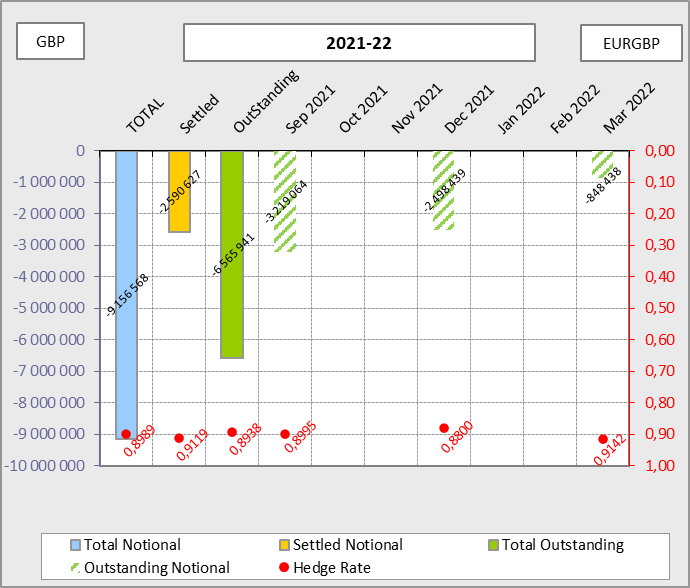 GBP
2021-22
EURGBP
TOTAL
Settled
OutStanding
Sep 2021
Oct 2021
Nov 2021
Dec 2021
Jan 2022
Feb 2022
Mar 2022
0
-1 000 000
-2 000 000
-3 000 000
-4 000 000
-5 000 000
-6 000 000
-7 000 000
-8 000 000
-9 000 000
-10 000 000
0,00
0,10
0,20
0,30
0,40
0,50
0,60
0,70
0,80
0,90
1,00
-9 156 568
-2 590 627
-6 565 941
-3 219 064
-2 498 439
-848 438
0,8989
0,9119
0,8938
0,8995
0,8800
0,9142
Total Notional
Settled Notional
Total Outstanding
Outstanding Notional
Hedge Rate